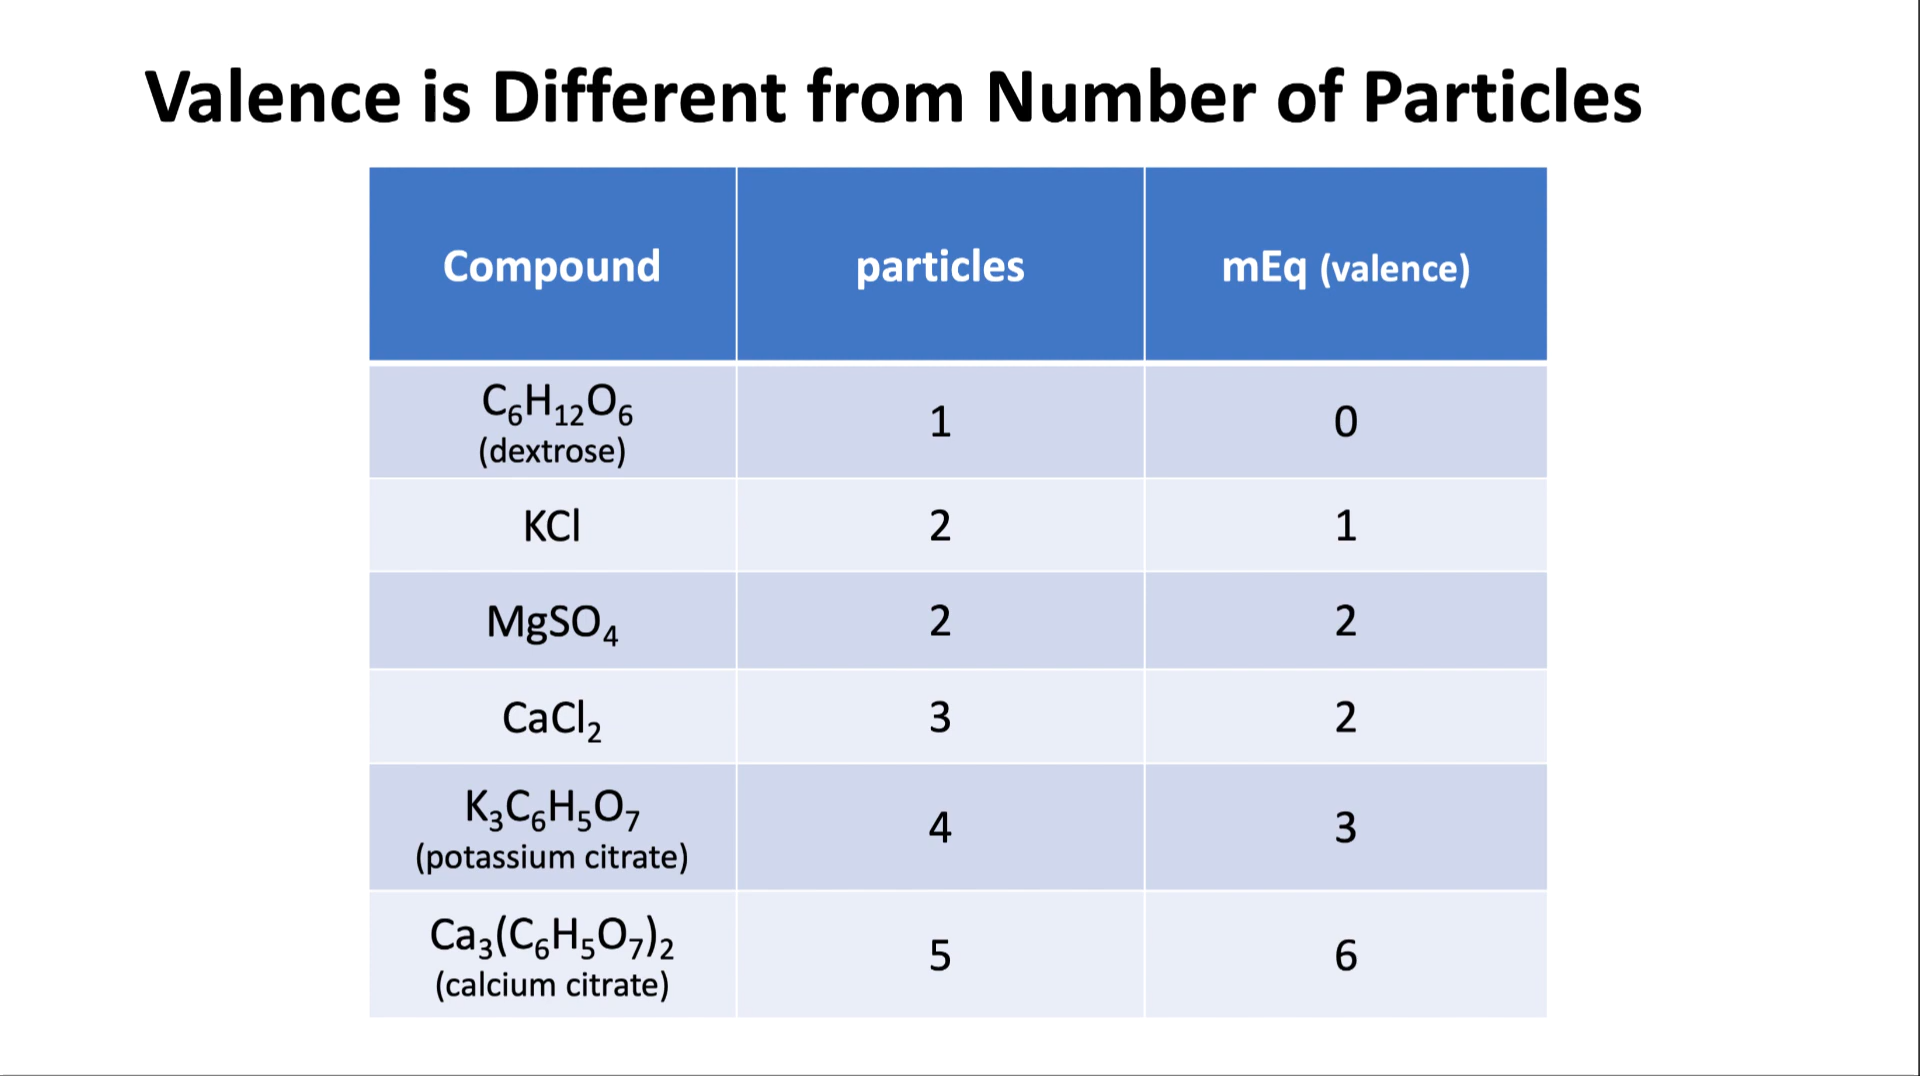 Valence is Different from Number of Particles
Compound particles mEq (valence)
C₆H₁₂O₆
(dextrose) 1 0
KCl 2 1
MgSO₄ 2 2
CaCl₂ 3 2
K₃C₆H₅O₇
(potassium citrate) 4 3
Ca₃(C₆H₅O₇)₂
(calcium citrate) 5 6